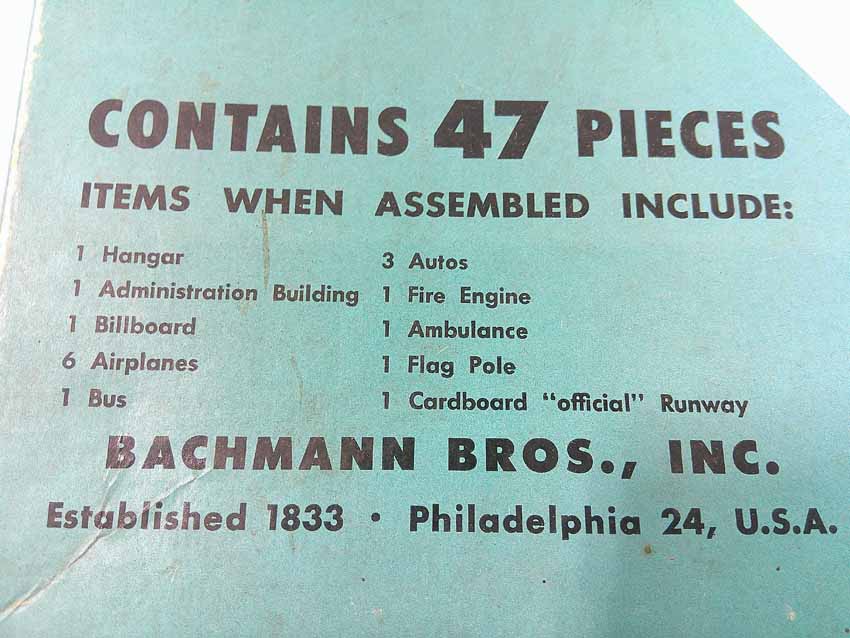 CONTAINS 47 PIECES
ITEMS WHEN ASSEMBLED INCLUDE:
1 Hangar
1 Administration Building
1 Billboard
6 Airplanes
1 Bus
3 Autos
1 Fire Engine
1 Ambulance
1 Flag Pole
1 Cardboard “official” Runway
BACHMANN BROS., INC.
Established 1833 • Philadelphia 24, U.S.A.